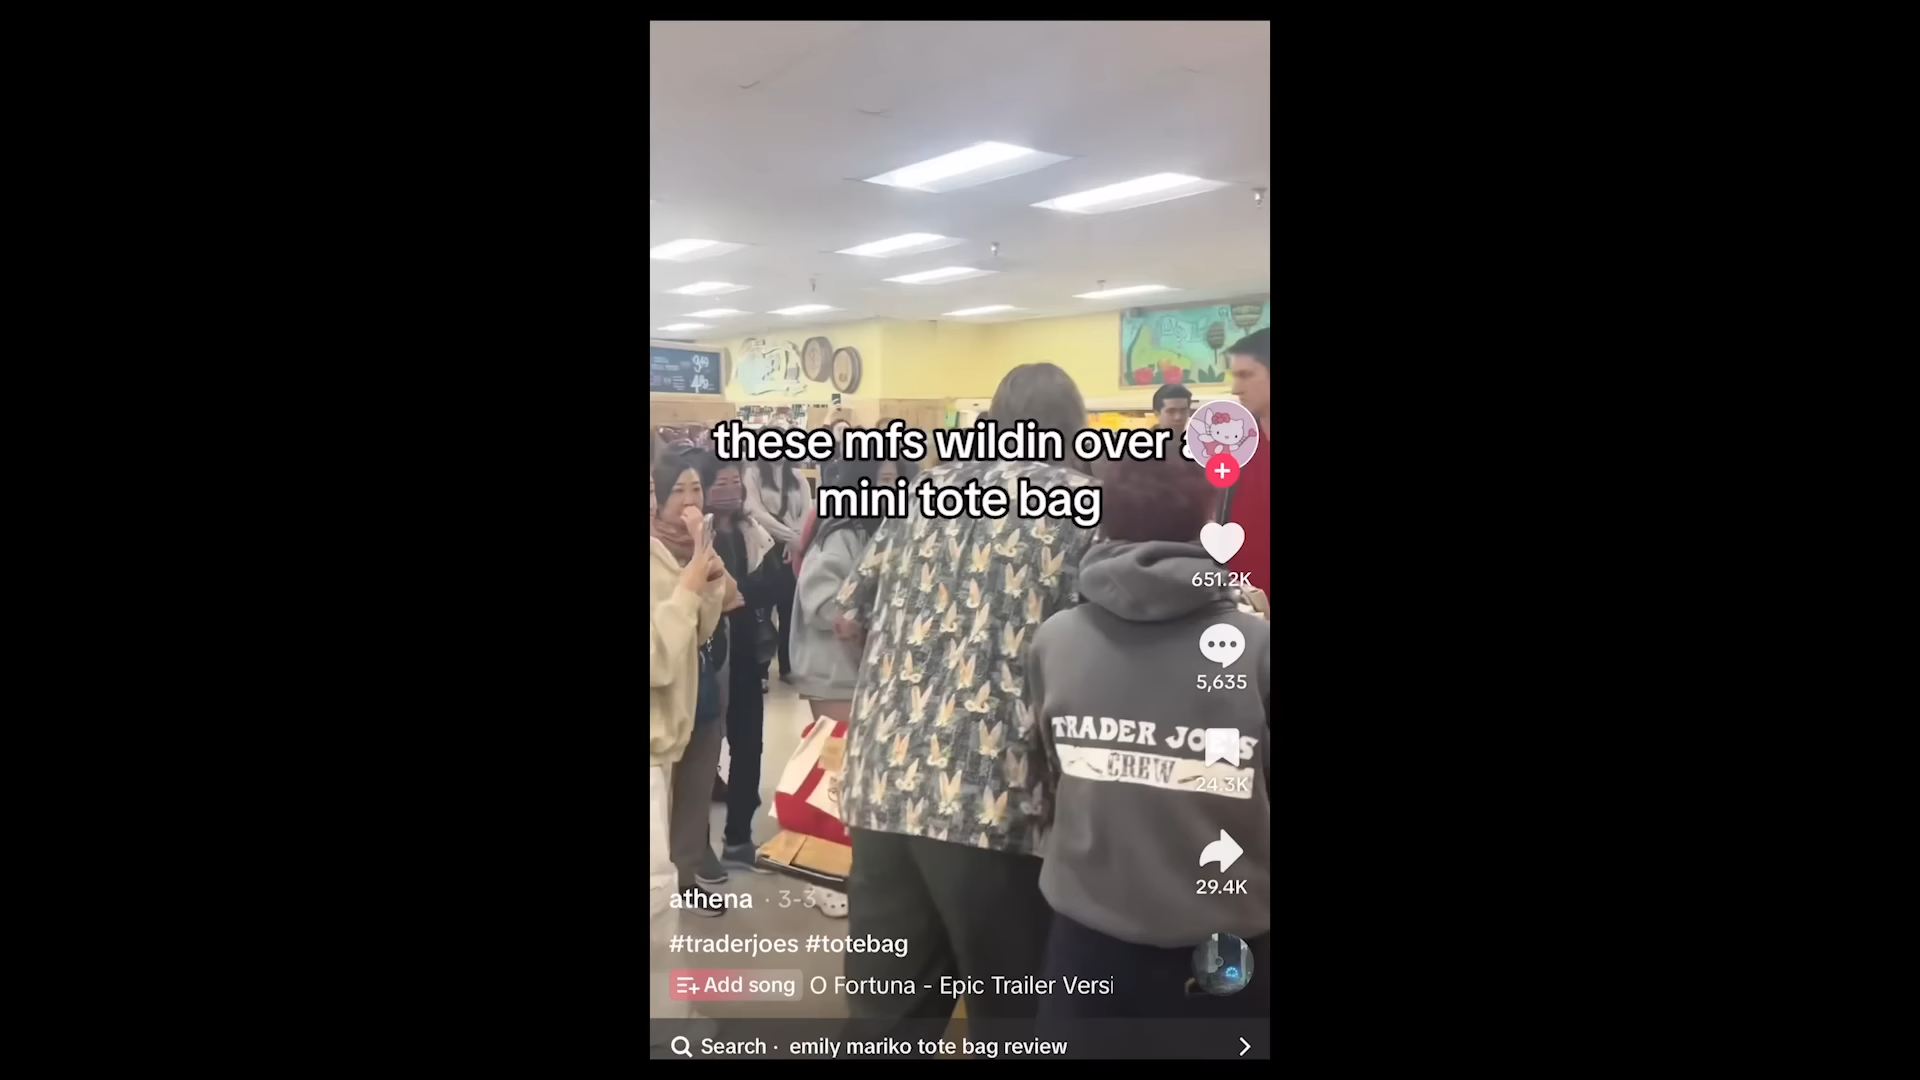 these mfs wildin over
mini tote bag
651.2K
5,635
TRADER JOE'S
CREW
24.3K
29.4K
athena · 3-3
#traderjoes #totebag
Add song O Fortuna - Epic Trailer Versi
Search · emily mariko tote bag review